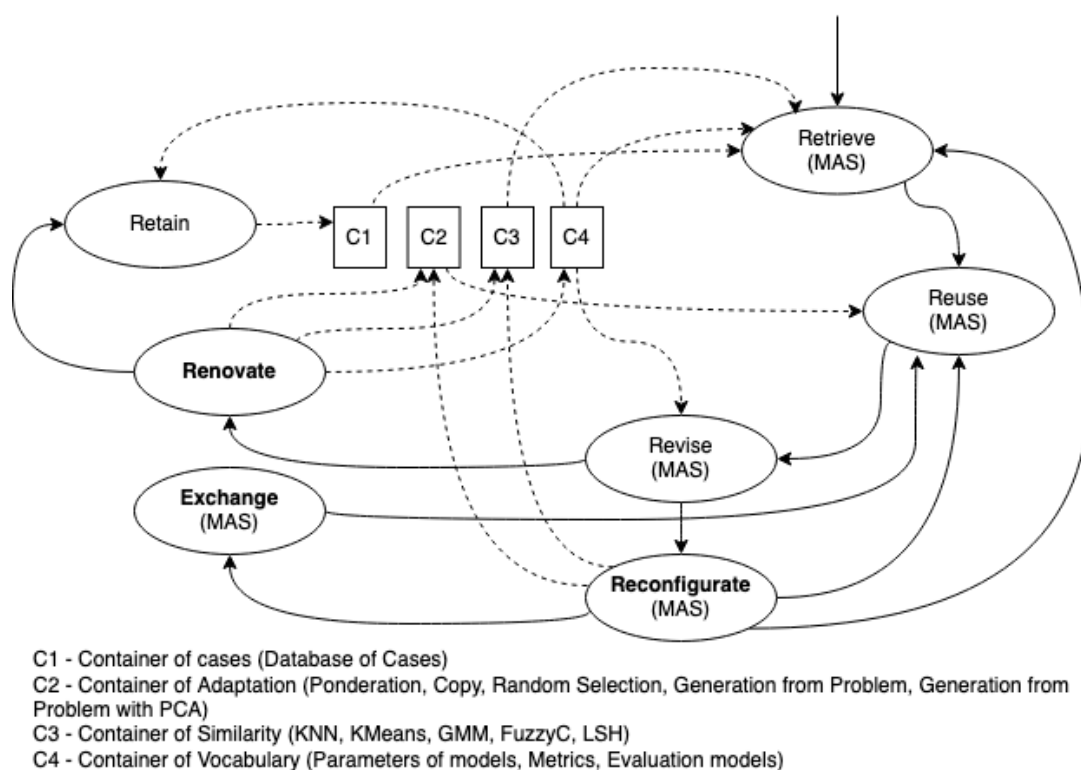 Retrieve
(MAS)
Retain
C1
C2
C3
C4
Reuse
(MAS)
Renovate
Revise
(MAS)
Exchange
(MAS)
Reconfigurate
(MAS)
C1 - Container of cases (Database of Cases)
C2 - Container of Adaptation (Ponderation, Copy, Random Selection, Generation from Problem, Generation from
Problem with PCA)
C3 - Container of Similarity (KNN, KMeans, GMM, FuzzyC, LSH)
C4 - Container of Vocabulary (Parameters of models, Metrics, Evaluation models)